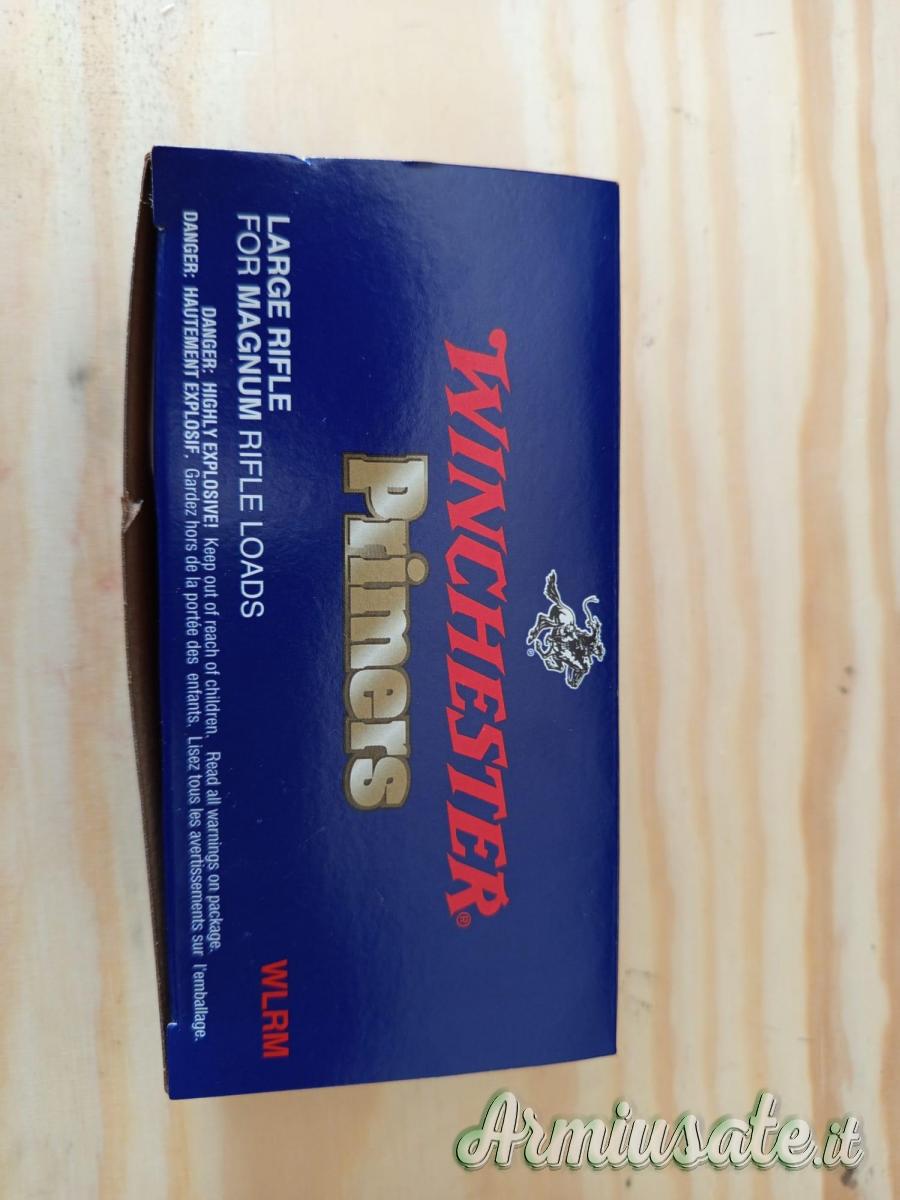 WINCHESTER®
Primers
LARGE RIFLE
FOR MAGNUM RIFLE LOADS
WLRM
DANGER: HIGHLY EXPLOSIVE! Keep out of reach of children. Read all warnings on package.
DANGER: HAUTEMENT EXPLOSIF. Gardez hors de la portée des enfants. Lisez tous les avertissements sur l'emballage.
Armiusate.it